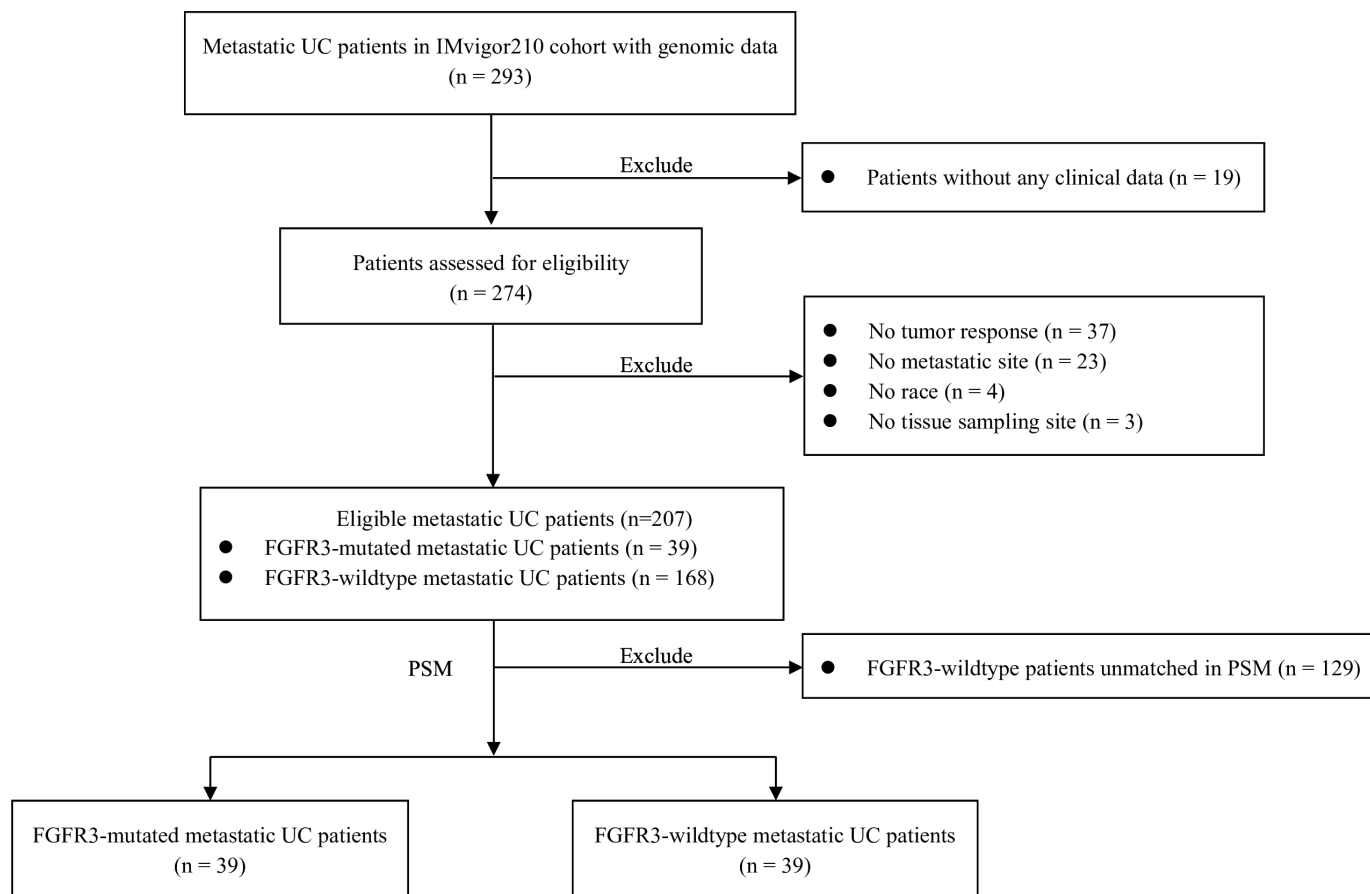 Metastatic UC patients in IMvigor210 cohort with genomic data
(n = 293)
Exclude
● Patients without any clinical data (n = 19)
Patients assessed for eligibility
(n = 274)
Exclude
● No tumor response (n = 37)
● No metastatic site (n = 23)
● No race (n = 4)
● No tissue sampling site (n = 3)
Eligible metastatic UC patients (n=207)
● FGFR3-mutated metastatic UC patients (n = 39)
● FGFR3-wildtype metastatic UC patients (n = 168)
PSM
Exclude
● FGFR3-wildtype patients unmatched in PSM (n = 129)
FGFR3-mutated metastatic UC patients
(n = 39)
FGFR3-wildtype metastatic UC patients
(n = 39)